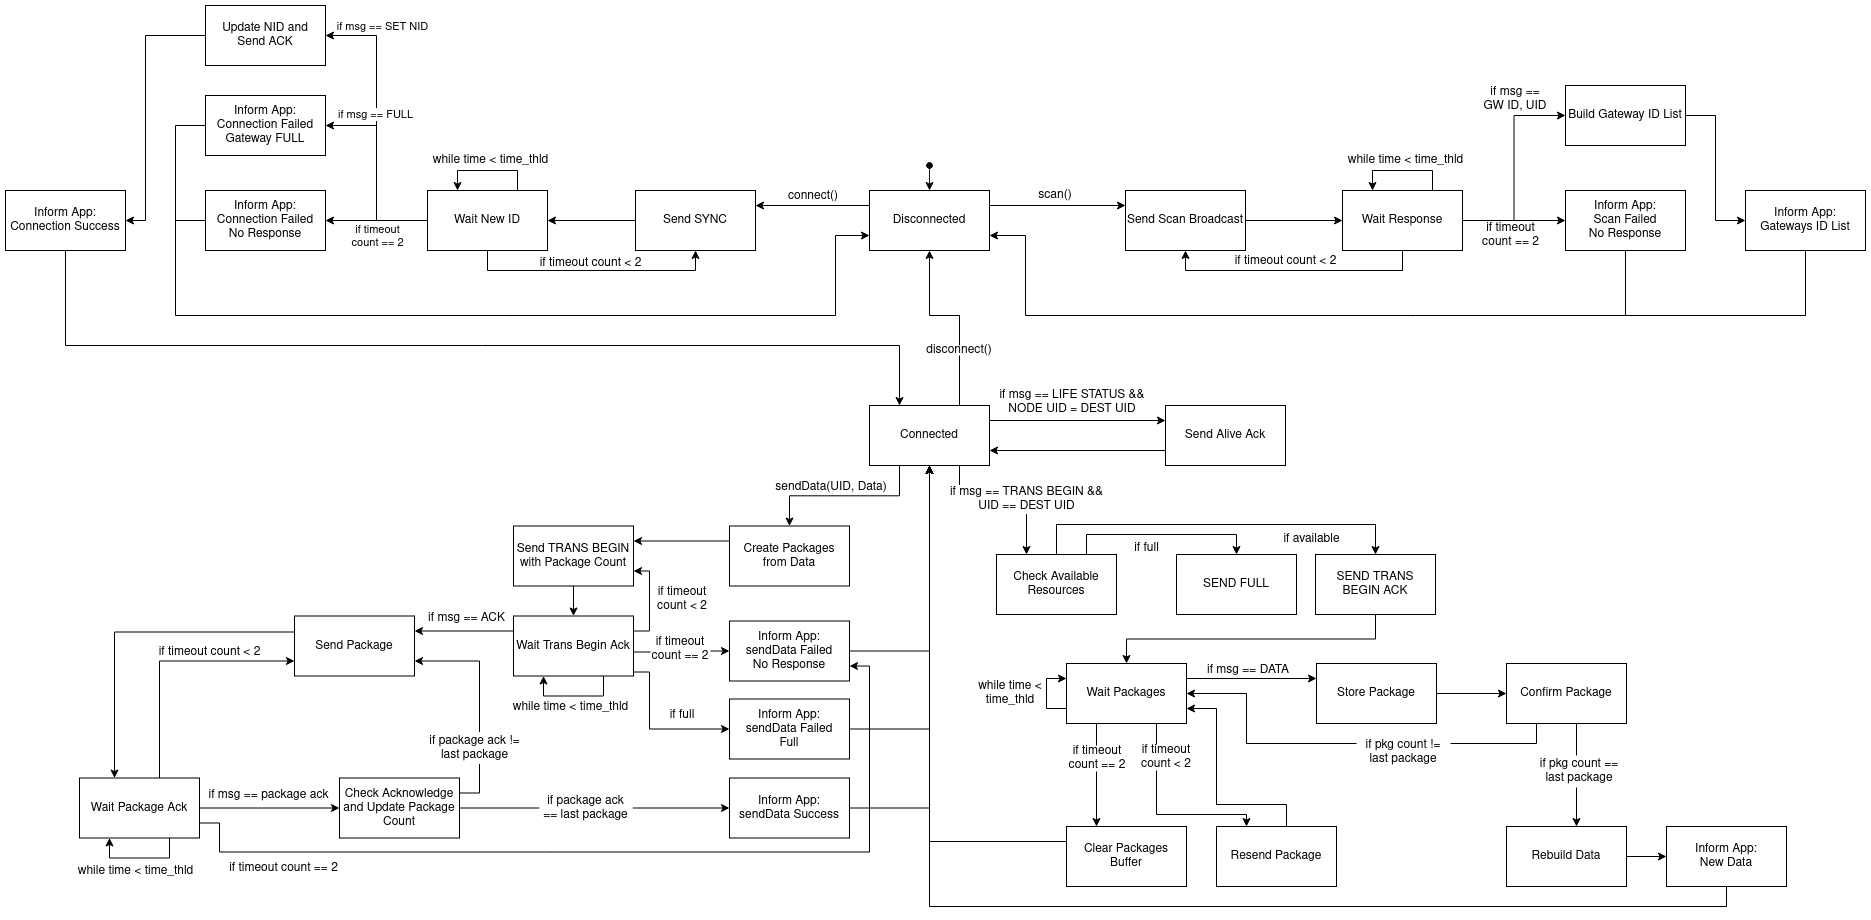 Update NID and
Send ACK
if msg == SET NID
Inform App:
Connection Failed
Gateway FULL
if msg == FULL
Inform App:
Connection Success
Inform App:
Connection Failed
No Response
if timeout
count == 2
while time < time_thld
Wait New ID
if timeout count < 2
Send SYNC
connect()
Disconnected
scan()
Send Scan Broadcast
while time < time_thld
Wait Response
if timeout count < 2
if msg ==
GW ID, UID
Build Gateway ID List
if timeout
count == 2
Inform App:
Scan Failed
No Response
Inform App:
Gateways ID List
disconnect()
Connected
if msg == LIFE STATUS &&
NODE UID = DEST UID
Send Alive Ack
sendData(UID, Data)
if msg == TRANS BEGIN &&
UID == DEST UID
Send TRANS BEGIN
with Package Count
Create Packages
from Data
if timeout
count < 2
Check Available
Resources
if full
SEND FULL
if available
SEND TRANS
BEGIN ACK
Send Package
if msg == ACK
Wait Trans Begin Ack
if timeout
count == 2
Inform App:
sendData Failed
No Response
if timeout count < 2
while time < time_thld
if full
Inform App:
sendData Failed
Full
if package ack !=
last package
Wait Package Ack
if msg == package ack
Check Acknowledge
and Update Package
Count
if package ack
== last package
Inform App:
sendData Success
while time < time_thld
if timeout count == 2
while time <
time_thld
Wait Packages
if msg == DATA
Store Package
Confirm Package
if timeout
count == 2
if timeout
count < 2
if pkg count !=
last package
if pkg count ==
last package
Clear Packages
Buffer
Resend Package
Rebuild Data
Inform App:
New Data